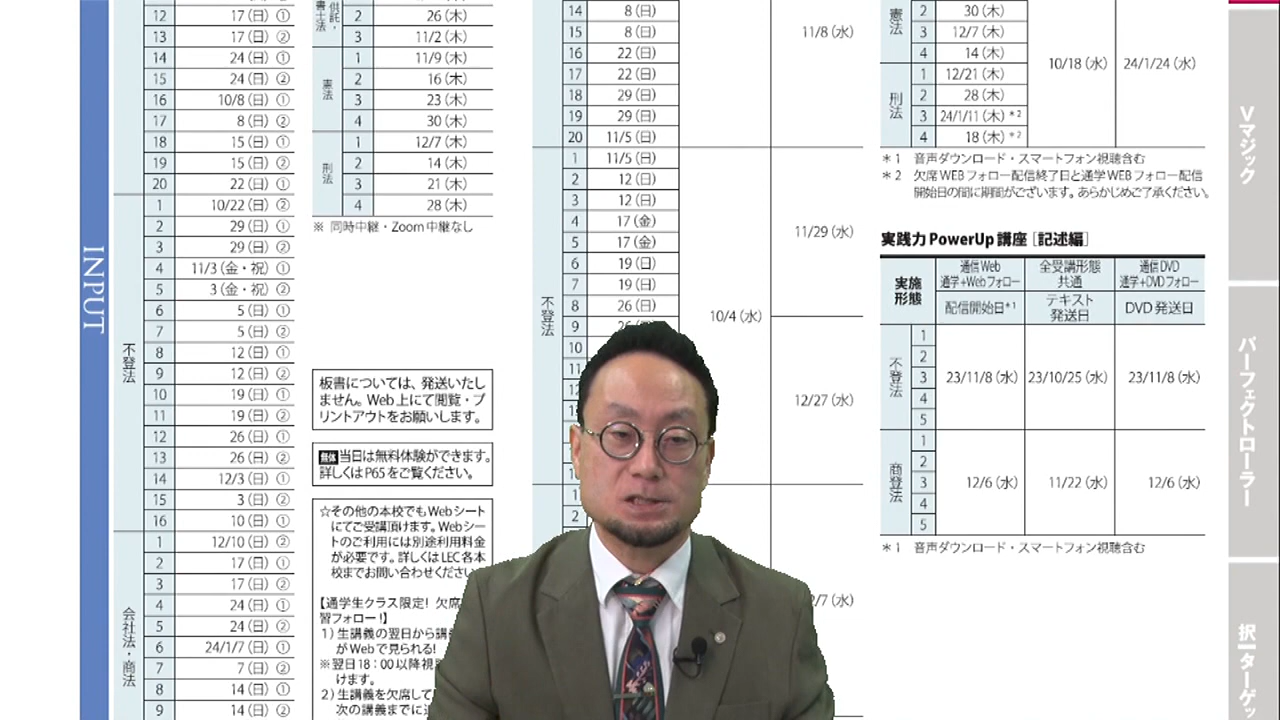 INPUT
12 17(日)①
13 17(日)②
14 24(日)①
15 24(日)②
16 10/8(日)①
17 8(日)②
18 15(日)①
19 15(日)②
20 22(日)①
不登法
1 10/22(日)②
2 29(日)①
3 29(日)②
4 11/3(金・祝)①
5 3(金・祝)②
6 5(日)①
7 5(日)②
8 12(日)①
9 12(日)②
10 19(日)①
11 19(日)②
12 26(日)①
13 26(日)②
14 12/3(日)①
15 3(日)②
16 10(日)①
会社法・商法
1 12/10(日)②
2 17(日)①
3 17(日)②
4 24(日)①
5 24(日)②
6 24/1/7(日)①
7 7(日)②
8 14(日)①
9 14(日)②
供託・
書士法
2 26(木)
3 11/2(木)
憲法
1 11/9(木)
2 16(木)
3 23(木)
4 30(木)
刑法
1 12/7(木)
2 14(木)
3 21(木)
4 28(木)
※ 同時中継・Zoom中継なし
板書については、発送いたし
ません。Web上にて閲覧・プ
リントアウトをお願いします。
無体 当日は無料体験ができます。
詳しくはP65をご覧ください。
☆その他の本校でもWebシート
にてご受講頂けます。Webシー
トのご利用には別途利用料金
が必要です。詳しくはLEC各本
校までお問い合わせくださ
【通学生クラス限定! 欠席
習フォロー!】
1)生講義の翌日から講
がWebで見られる!
※翌日18:00以降視
けます。
2)生講義を欠席して
次の講義までに
14 8(日)
15 8(日)
16 22(日)
17 22(日)
18 29(日)
19 29(日)
20 11/5(日)
11/8(水)
不登法
1 11/5(日)
2 12(日)
3 12(日)
4 17(金)
5 17(金)
6 19(日)
7 19(日)
8 26(日)
9
10
10/4(水)
11/29(水)
12/27(水)
1
2
/7(水)
憲法
2 30(木)
3 12/7(木)
4 14(木)
刑法
1 12/21(木)
2 28(木)
3 24/1/11(木)*2
4 18(木)*2
10/18(水) 24/1/24(水)
*1 音声ダウンロード・スマートフォン視聴含む
*2 欠席WEBフォロー配信終了日と通学WEBフォロー配信
開始日の間に期間がございます。あらかじめご了承ください。
実践力PowerUp講座[記述編]
実施形態
通信Web
通学+Webフォロー
全受講形態
共通
通信DVD
通学+DVDフォロー
配信開始日*1
テキスト
発送日
DVD発送日
不登法
1
2
3 23/11/8(水) 23/10/25(水) 23/11/8(水)
4
5
商登法
1
2
3 12/6(水) 11/22(水) 12/6(水)
4
5
*1 音声ダウンロード・スマートフォン視聴含む
Vマジック
パーフェクトローラー
択一ターゲッ